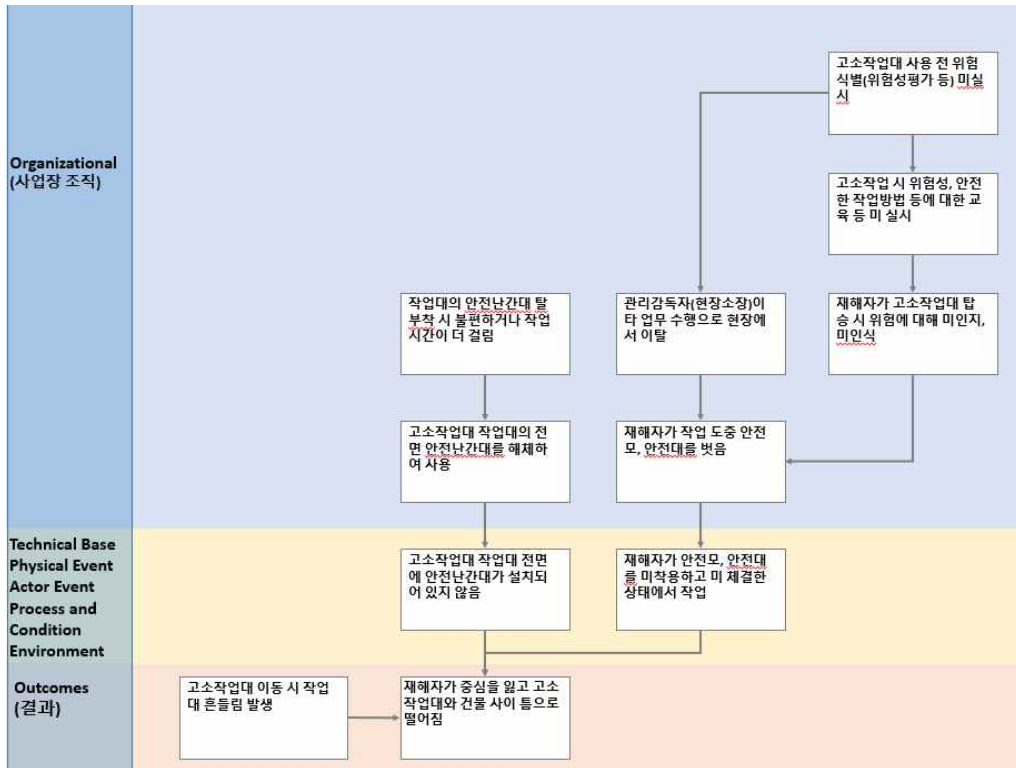 고소작업대 사용 전 위험
식별(위험성평가 등) 미실
시
Organizational
(사업장 조직)
고소작업 시 위험성, 안전
한 작업방법 등에 대한 교
육 등 미 실시
작업대의 안전난간대 탈
부착 시 불편하거나 작업
시간이 더 걸림
관리감독자(현장소장)이
타 업무 수행으로 현장에
서 이탈
재해자가 고소작업대 탑
승 시 위험에 대해 미인지,
미인식
고소작업대 작업대의 전
면 안전난간대를 해체하
여 사용
재해자가 작업 도중 안전
모, 안전대를 벗음
Technical Base
Physical Event
Actor Event
Process and
Condition
Environment
고소작업대 작업대 전면
에 안전난간대가 설치되
어 있지 않음
재해자가 안전모, 안전대
를 미착용하고 미 체결한
상태에서 작업
Outcomes
(결과)
고소작업대 이동 시 작업
대 흔들림 발생
재해자가 중심을 잃고 고소
작업대와 건물 사이 틈으로
떨어짐